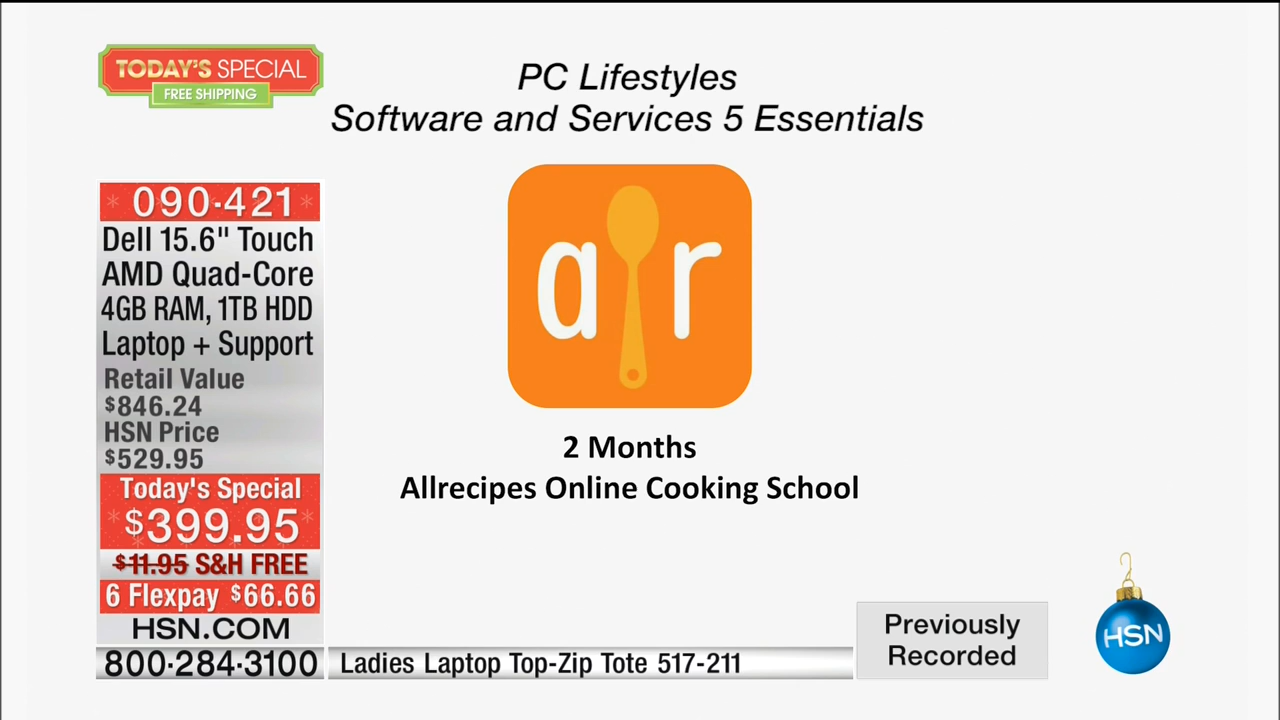 TODAY'S SPECIAL
FREE SHIPPING
PC Lifestyles
Software and Services 5 Essentials
090-421
Dell 15.6" Touch
AMD Quad-Core
4GB RAM, 1TB HDD
Laptop + Support
Retail Value
$846.24
HSN Price
$529.95
Today's Special
$399.95
$11.95 S&H FREE
6 Flexpay $66.66
HSN.COM
800·284·3100
a r
2 Months
Allrecipes Online Cooking School
Ladies Laptop Top-Zip Tote 517-211
Previously
Recorded
HSN